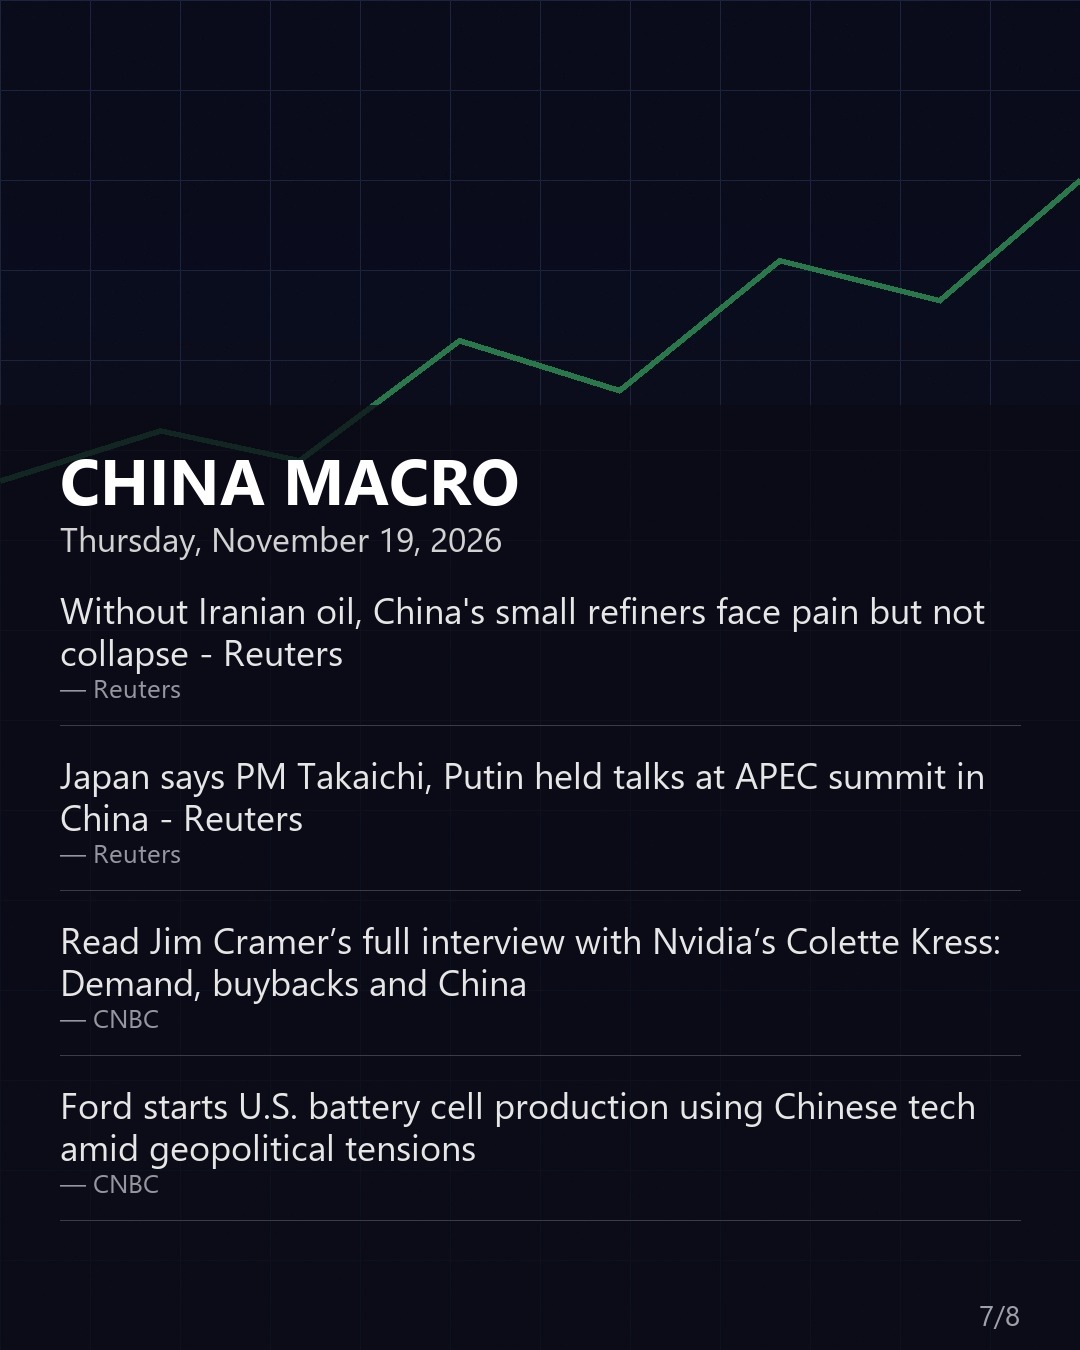 CHINA MACRO
Thursday, November 19, 2026
Without Iranian oil, China's small refiners face pain but not
collapse - Reuters
— Reuters
Japan says PM Takaichi, Putin held talks at APEC summit in
China - Reuters
— Reuters
Read Jim Cramer’s full interview with Nvidia’s Colette Kress:
Demand, buybacks and China
— CNBC
Ford starts U.S. battery cell production using Chinese tech
amid geopolitical tensions
— CNBC
7/8